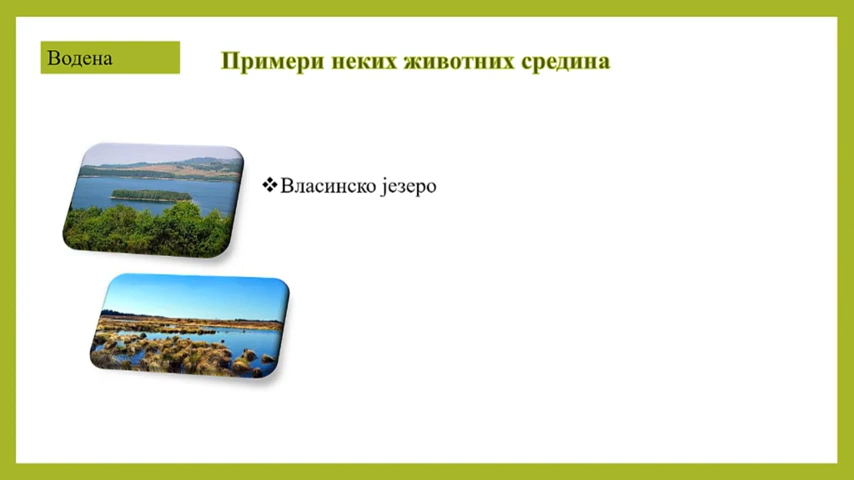 Водена
Примери неких животних средина
❖Власинско језеро